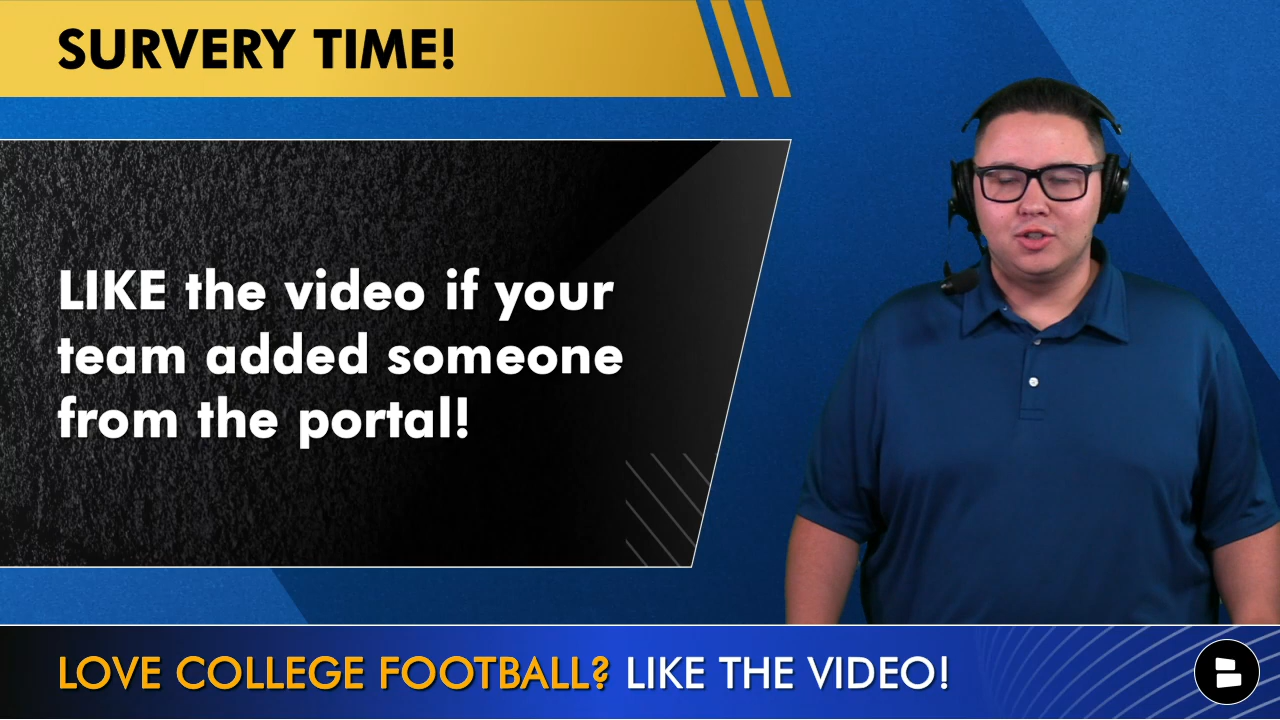 SURVERY TIME!
LIKE the video if your
team added someone
from the portal!
LOVE COLLEGE FOOTBALL? LIKE THE VIDEO!